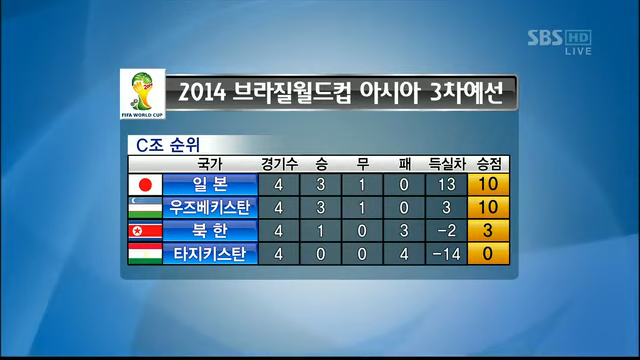 SBS HD
LIVE
FIFA WORLD CUP
2014 브라질월드컵 아시아 3차예선
C조 순위
국가 경기수 승 무 패 득실차 승점
일 본 4 3 1 0 13 10
우즈베키스탄 4 3 1 0 3 10
북 한 4 1 0 3 -2 3
타지키스탄 4 0 0 4 -14 0